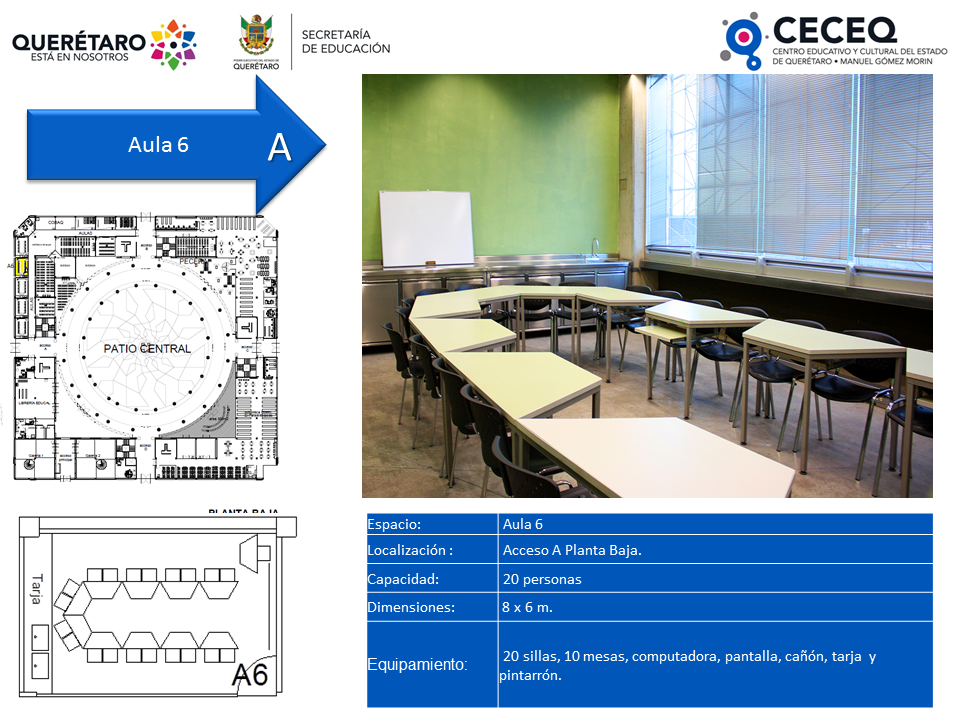 QUERÉTARO
ESTÁ EN NOSOTROS
PODER EJECUTIVO DEL ESTADO DE
QUERÉTARO
SECRETARÍA
DE EDUCACIÓN
CECEQ
CENTRO EDUCATIVO Y CULTURAL DEL ESTADO
DE QUERÉTARO • MANUEL GÓMEZ MORIN
Aula 6
A
AULAS
A6
PATIO CENTRAL
PLANTA BAJA
Tarja
A6
Espacio: Aula 6
Localización : Acceso A Planta Baja.
Capacidad: 20 personas
Dimensiones: 8 x 6 m.
Equipamiento: 20 sillas, 10 mesas, computadora, pantalla, cañón, tarja y
pintarrón.